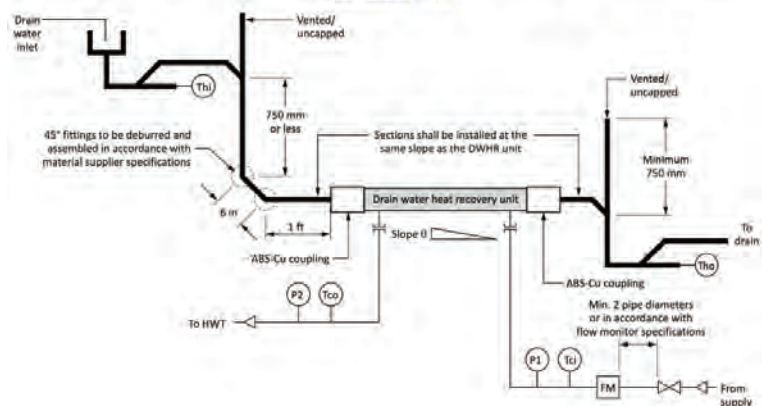 Drain
water
inlet
Vented/
uncapped
Thi
750 mm
or less
45° fittings to be deburred and
assembled in accordance with
material supplier specifications
6 in
1 ft
Sections shall be installed at the
same slope as the DWHR unit
Vented/
uncapped
Minimum
750 mm
Drain water heat recovery unit
To
drain
Tho
Slope θ
ABS-Cu coupling
ABS-Cu coupling
P2
Tco
To HWT
Min. 2 pipe diameters
or in accordance with
flow monitor specifications
P1
Tci
FM
From
supply